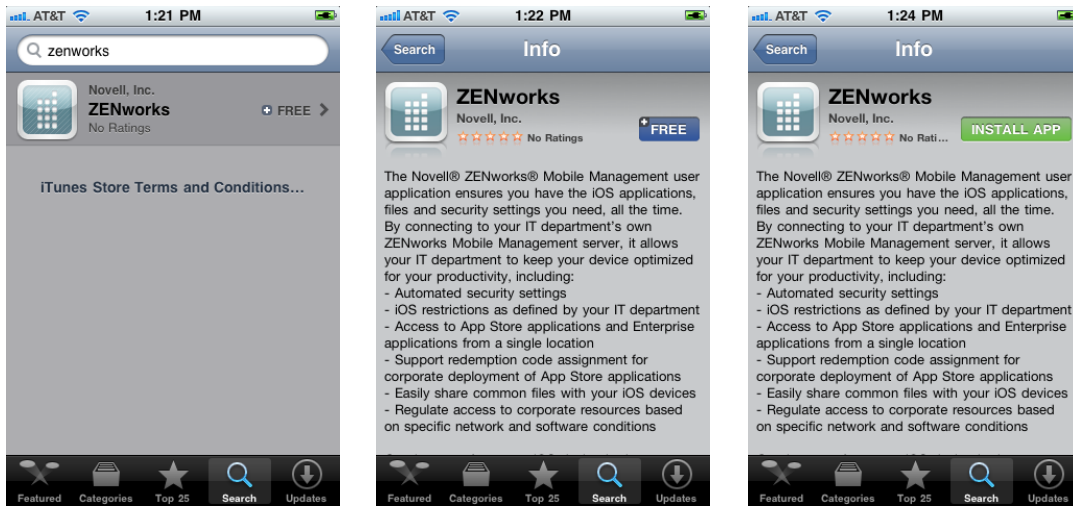 AT&T 1:21 PM
zenworks
Novell, Inc.
ZENworks
FREE
No Ratings
iTunes Store Terms and Conditions...
Featured Categories Top 25 Search Updates
AT&T 1:22 PM
Search Info
ZENworks
Novell, Inc.
No Ratings
FREE
The Novell® ZENworks® Mobile Management user
application ensures you have the iOS applications,
files and security settings you need, all the time.
By connecting to your IT department's own
ZENworks Mobile Management server, it allows
your IT department to keep your device optimized
for your productivity, including:
- Automated security settings
- iOS restrictions as defined by your IT department
- Access to App Store applications and Enterprise
applications from a single location
- Support redemption code assignment for
corporate deployment of App Store applications
- Easily share common files with your iOS devices
- Regulate access to corporate resources based
on specific network and software conditions
Featured Categories Top 25 Search Updates
AT&T 1:24 PM
Search Info
ZENworks
Novell, Inc.
No Rati...
INSTALL APP
The Novell® ZENworks® Mobile Management user
application ensures you have the iOS applications,
files and security settings you need, all the time.
By connecting to your IT department's own
ZENworks Mobile Management server, it allows
your IT department to keep your device optimized
for your productivity, including:
- Automated security settings
- iOS restrictions as defined by your IT department
- Access to App Store applications and Enterprise
applications from a single location
- Support redemption code assignment for
corporate deployment of App Store applications
- Easily share common files with your iOS devices
- Regulate access to corporate resources based
on specific network and software conditions
Featured Categories Top 25 Search Updates